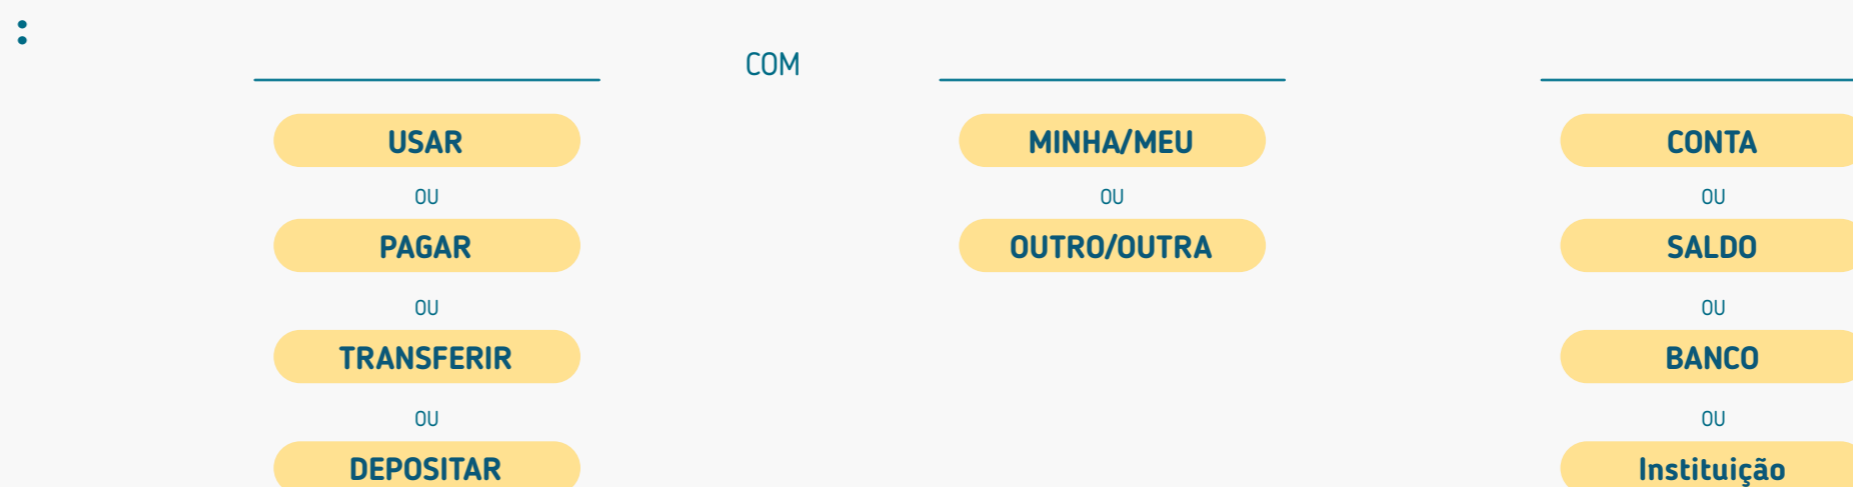 :
COM
USAR
MINHA/MEU
CONTA
OU
OU
OU
PAGAR
OUTRO/OUTRA
SALDO
OU
OU
TRANSFERIR
BANCO
OU
OU
DEPOSITAR
Instituição